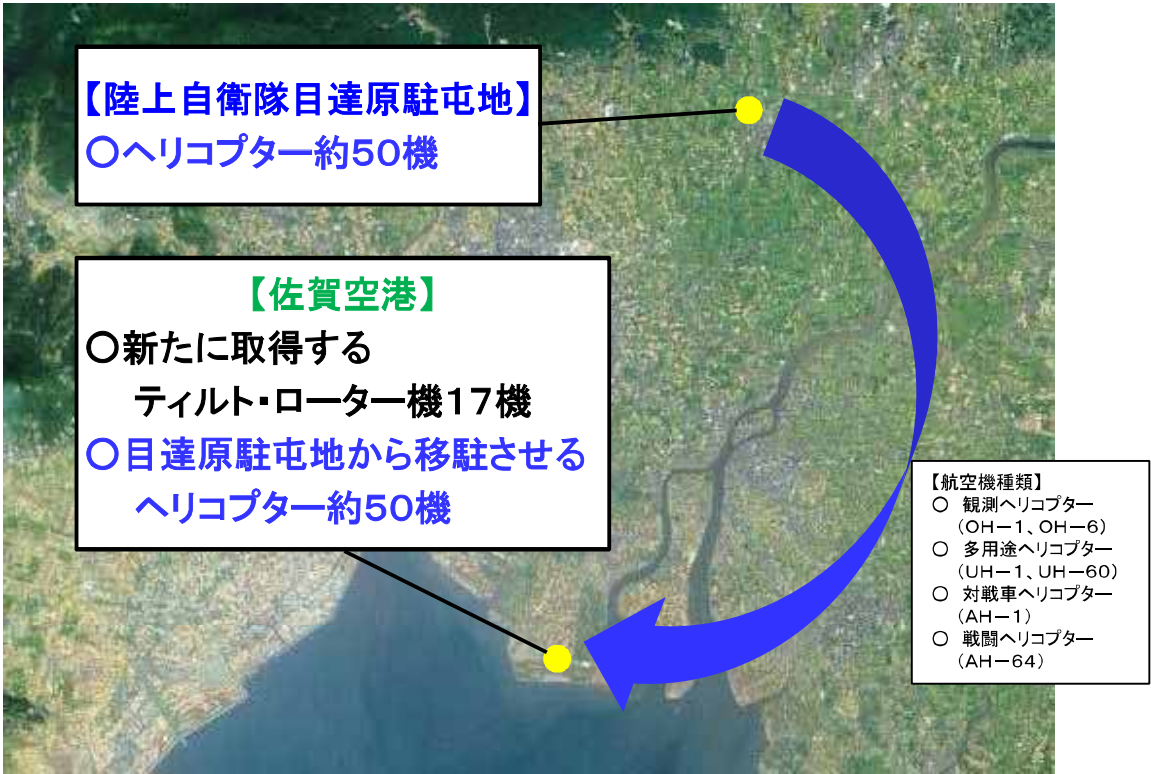 【陸上自衛隊目達原駐屯地】
○ヘリコプター約50機
【佐賀空港】
○新たに取得する
ティルト・ローター機17機
○目達原駐屯地から移駐させる
ヘリコプター約50機
【航空機種類】
○ 観測ヘリコプター
(OH－1、OH－6)
○ 多用途ヘリコプター
(UH－1、UH－60)
○ 対戦車ヘリコプター
(AH－1)
○ 戦闘ヘリコプター
(AH－64)